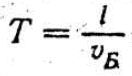 T = l / v_Б.